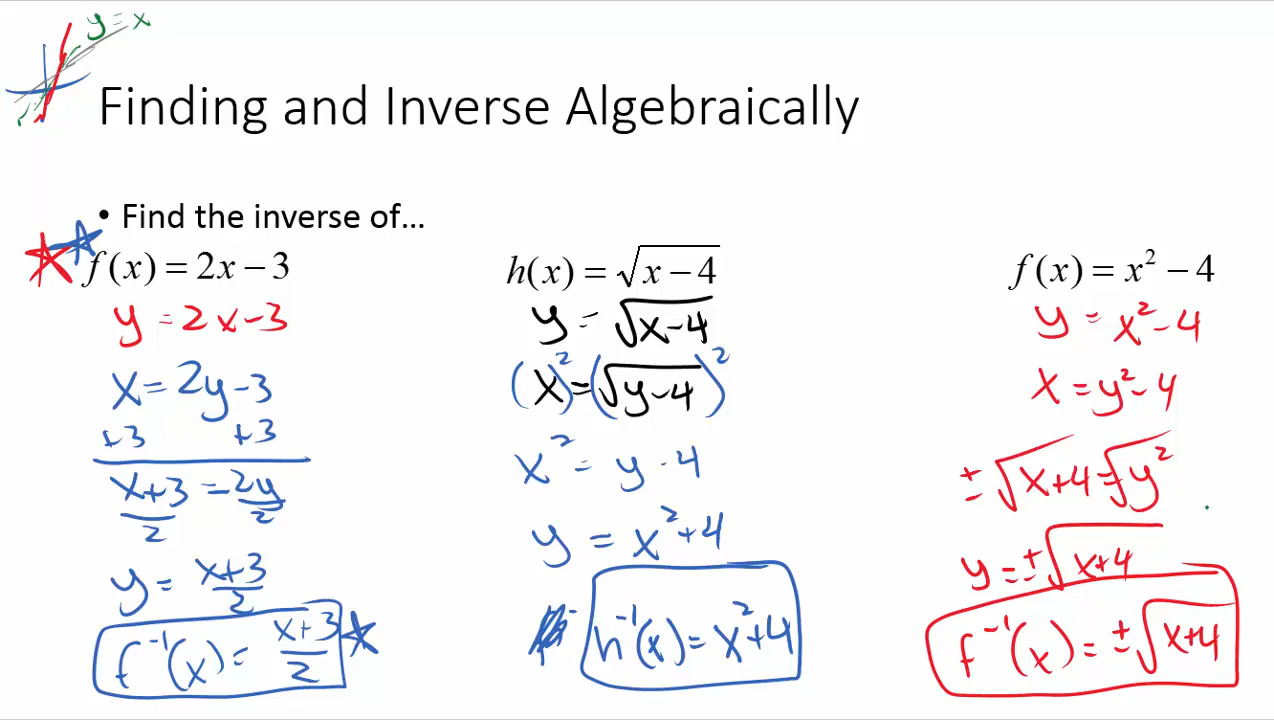 y = x
Finding and Inverse Algebraically
• Find the inverse of...
f(x) = 2x − 3
y = 2x − 3
x = 2y − 3
+3 +3
x+3 = 2y
2 2
y = x+3
2
f⁻¹(x) = x+3
2
h(x) = √(x − 4)
y = √(x − 4)
(x)² = (√(y − 4))²
x² = y − 4
y = x² + 4
h⁻¹(x) = x² + 4
f(x) = x² − 4
y = x² − 4
x = y² − 4
±√(x+4) = √(y²)
y = ±√(x+4)
f⁻¹(x) = ±√(x+4)